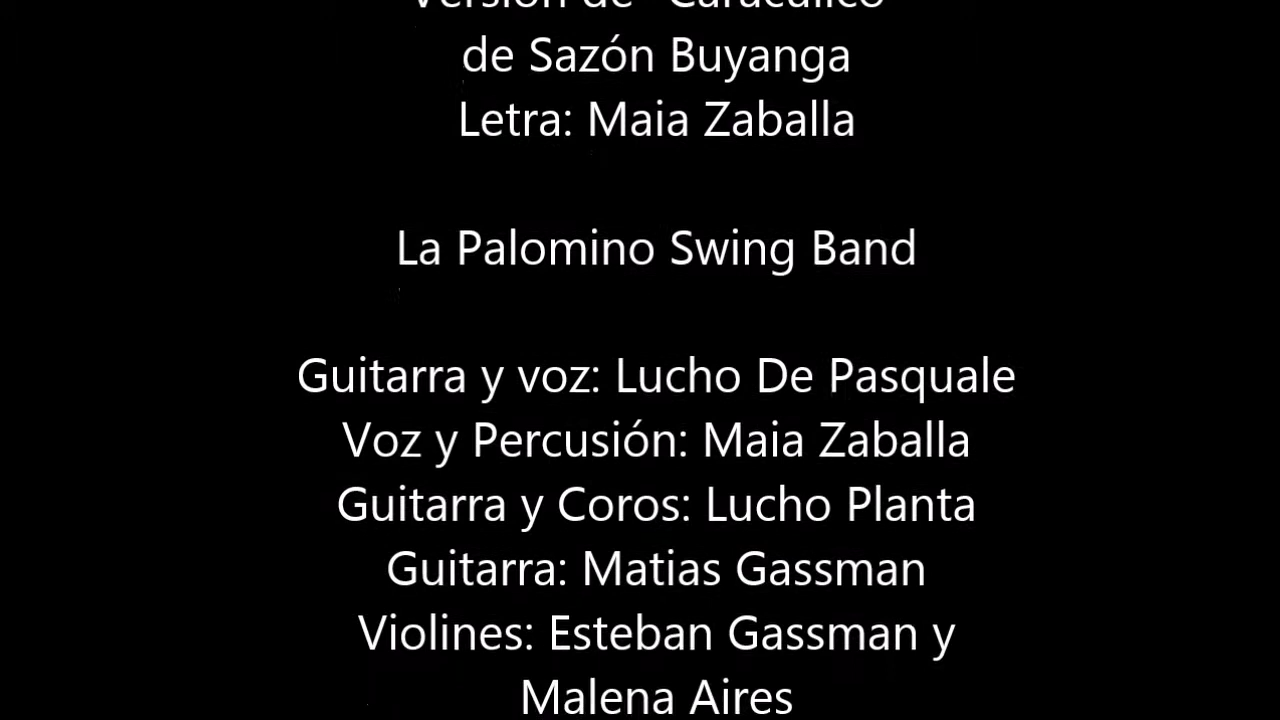 de Sazón Buyanga
Letra: Maia Zaballa
La Palomino Swing Band
Guitarra y voz: Lucho De Pasquale
Voz y Percusión: Maia Zaballa
Guitarra y Coros: Lucho Planta
Guitarra: Matias Gassman
Violines: Esteban Gassman y
Malena Aires